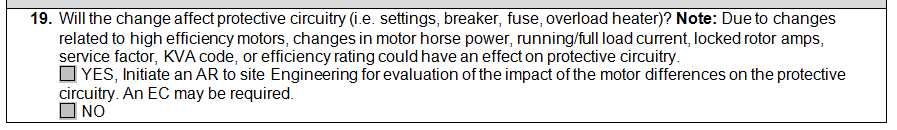 19. Will the change affect protective circuitry (i.e. settings, breaker, fuse, overload heater)? Note: Due to changes
related to high efficiency motors, changes in motor horse power, running/full load current, locked rotor amps,
service factor, KVA code, or efficiency rating could have an effect on protective circuitry.
YES, Initiate an AR to site Engineering for evaluation of the impact of the motor differences on the protective
circuitry. An EC may be required.
NO